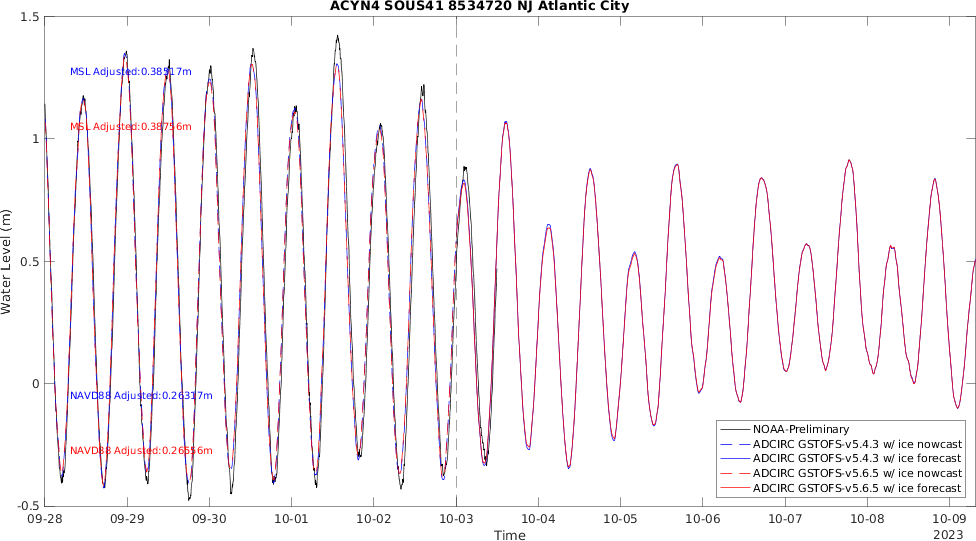 ACYN4 SOUS41 8534720 NJ Atlantic City
1.5
MSL Adjusted:0.38517m
MSL Adjusted:0.38756m
1
0.5
Water Level (m)
0
NAVD88 Adjusted:0.26317m
NAVD88 Adjusted:0.26556m
-0.5
NOAA-Preliminary
ADCIRC GSTOFS-v5.4.3 w/ ice nowcast
ADCIRC GSTOFS-v5.4.3 w/ ice forecast
ADCIRC GSTOFS-v5.6.5 w/ ice nowcast
ADCIRC GSTOFS-v5.6.5 w/ ice forecast
09-28 09-29 09-30 10-01 10-02 10-03 10-04 10-05 10-06 10-07 10-08 10-09
Time
2023